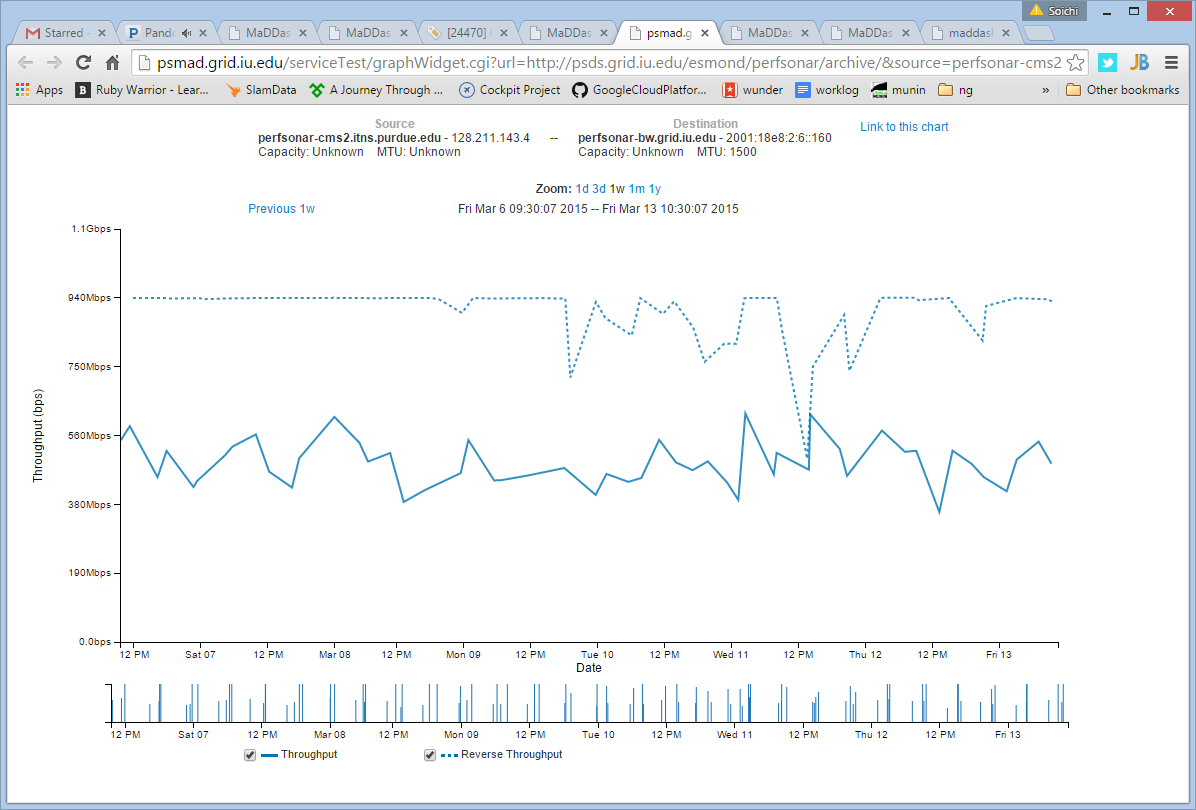 Soichi
Starred - Pando MaDDas MaDDas [24470] MaDDas psmad.g MaDDas MaDDas maddash
psmad.grid.iu.edu/serviceTest/graphWidget.cgi?url=http://psds.grid.iu.edu/esmond/perfsonar/archive/&source=perfsonar-cms2
Apps Ruby Warrior - Lear... SlamData A Journey Through ... Cockpit Project GoogleCloudPlatfor... wunder worklog munin ng » Other bookmarks
Source Destination Link to this chart
perfsonar-cms2.itns.purdue.edu - 128.211.143.4 -- perfsonar-bw.grid.iu.edu - 2001:18e8:2:6::160
Capacity: Unknown MTU: Unknown Capacity: Unknown MTU: 1500
Zoom: 1d 3d 1w 1m 1y
Previous 1w Fri Mar 6 09:30:07 2015 -- Fri Mar 13 10:30:07 2015
1.1Gbps
940Mbps
750Mbps
Throughput (bps)
560Mbps
380Mbps
190Mbps
0.0bps
12 PM Sat 07 12 PM Mar 08 12 PM Mon 09 12 PM Tue 10 12 PM Wed 11 12 PM Thu 12 12 PM Fri 13
Date
12 PM Sat 07 12 PM Mar 08 12 PM Mon 09 12 PM Tue 10 12 PM Wed 11 12 PM Thu 12 12 PM Fri 13
Throughput Reverse Throughput